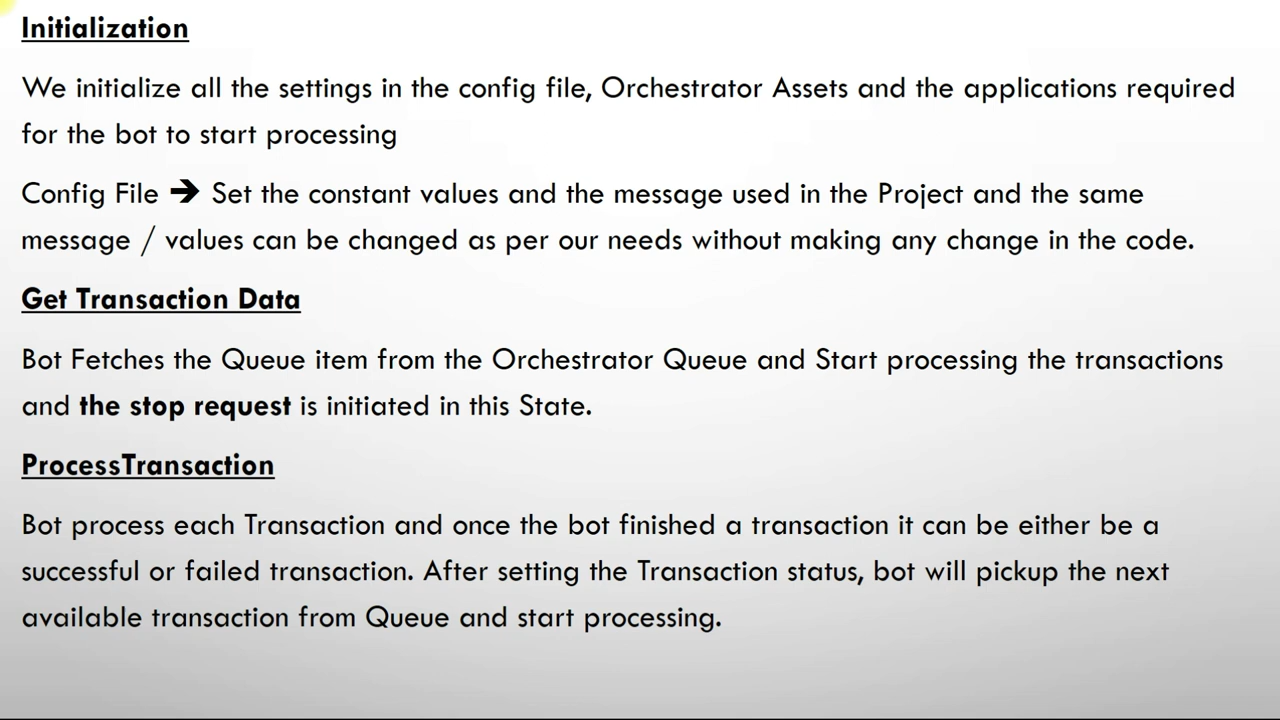 Initialization
We initialize all the settings in the config file, Orchestrator Assets and the applications required
for the bot to start processing
Config File ➔ Set the constant values and the message used in the Project and the same
message / values can be changed as per our needs without making any change in the code.
Get Transaction Data
Bot Fetches the Queue item from the Orchestrator Queue and Start processing the transactions
and the stop request is initiated in this State.
ProcessTransaction
Bot process each Transaction and once the bot finished a transaction it can be either be a
successful or failed transaction. After setting the Transaction status, bot will pickup the next
available transaction from Queue and start processing.